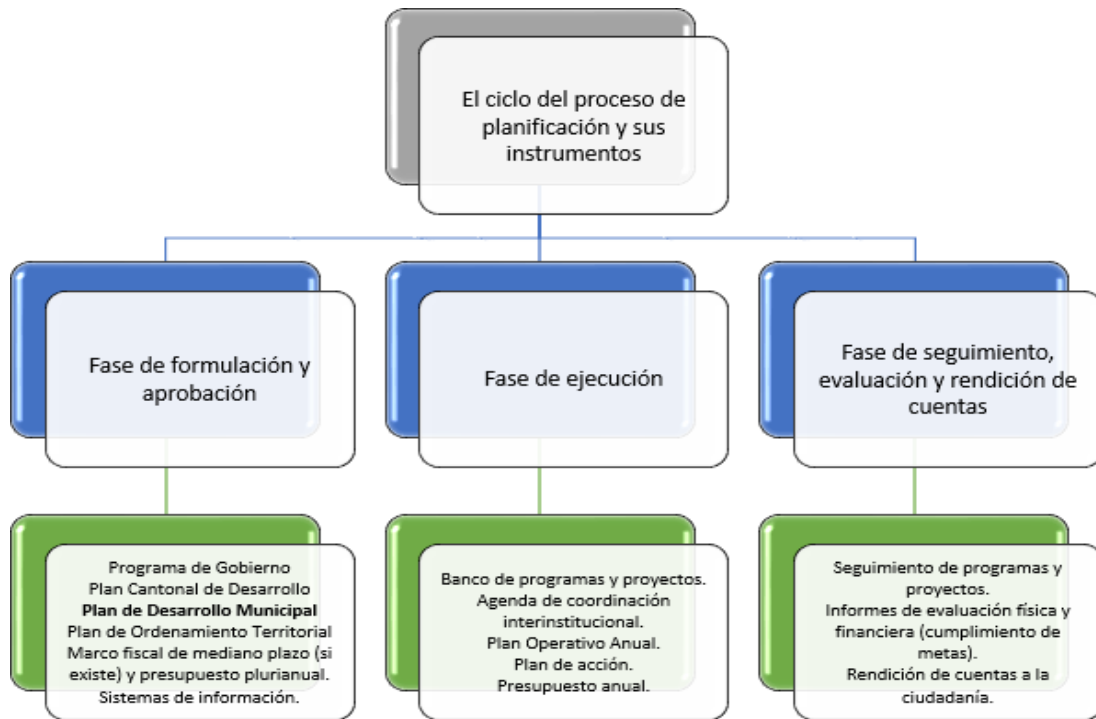 El ciclo del proceso de
planificación y sus
instrumentos
Fase de formulación y
aprobación
Fase de ejecución
Fase de seguimiento,
evaluación y rendición de
cuentas
Programa de Gobierno
Plan Cantonal de Desarrollo
Plan de Desarrollo Municipal
Plan de Ordenamiento Territorial
Marco fiscal de mediano plazo (si
existe) y presupuesto plurianual.
Sistemas de información.
Banco de programas y proyectos.
Agenda de coordinación
interinstitucional.
Plan Operativo Anual.
Plan de acción.
Presupuesto anual.
Seguimiento de programas y
proyectos.
Informes de evaluación física y
financiera (cumplimiento de
metas).
Rendición de cuentas a la
ciudadanía.